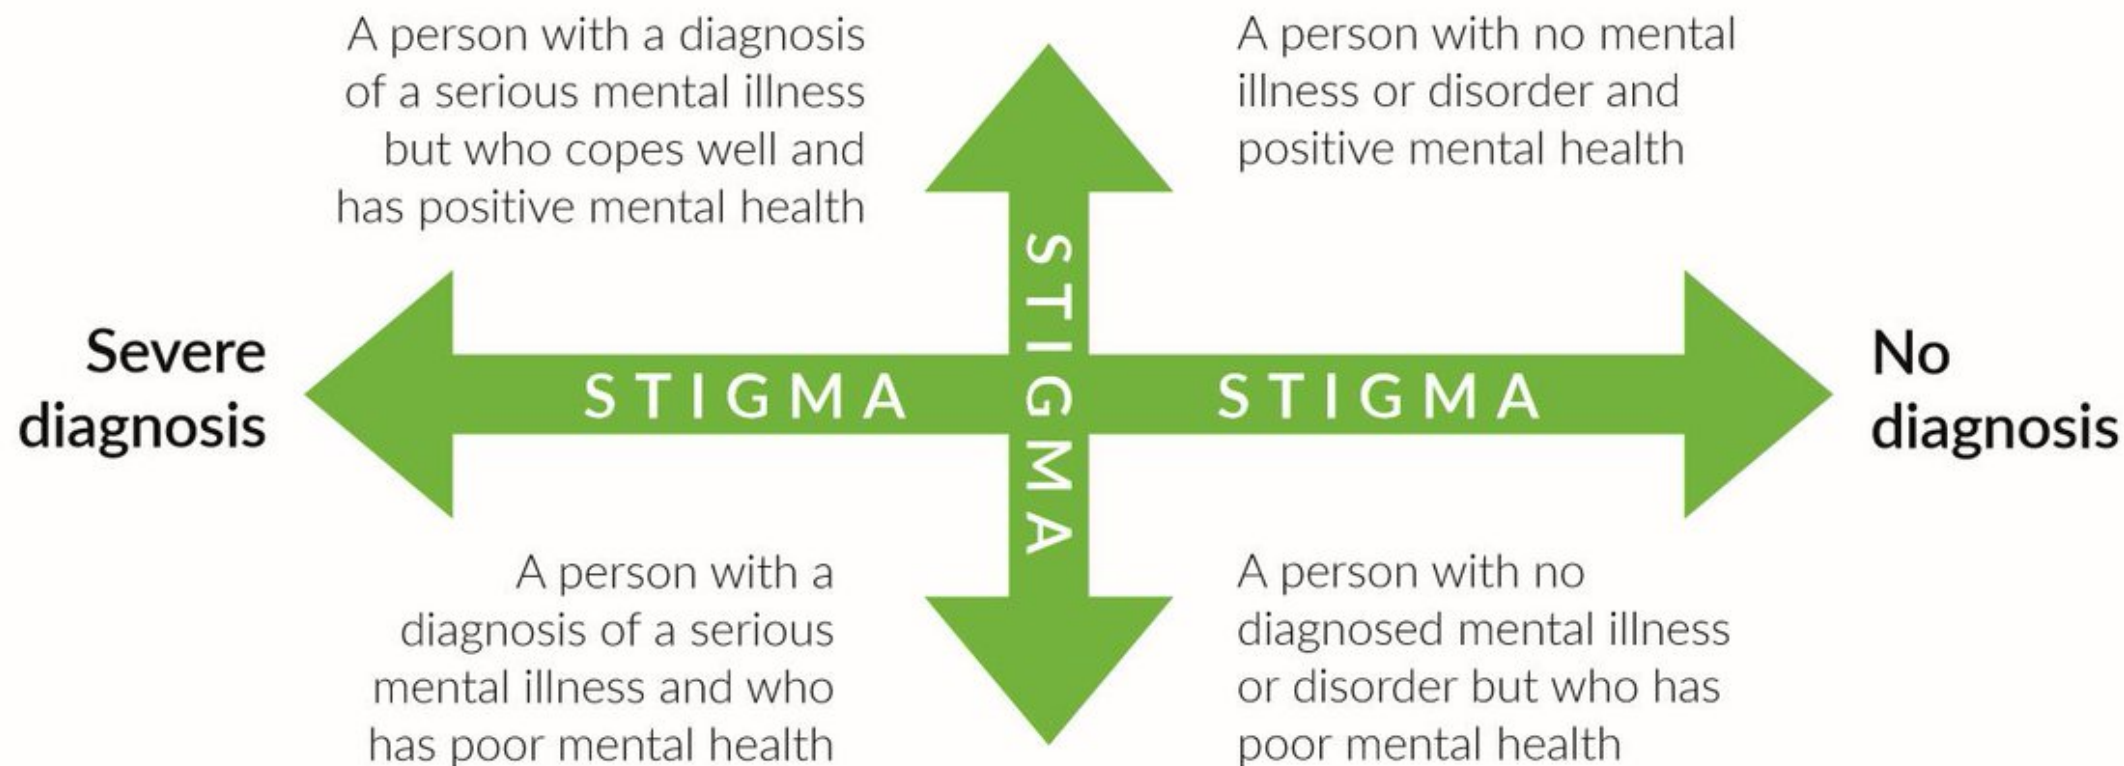 A person with a diagnosis
of a serious mental illness
but who copes well and
has positive mental health
A person with no mental
illness or disorder and
positive mental health
Severe
diagnosis
STIGMA
STIGMA
STIGMA
No
diagnosis
A person with a
diagnosis of a serious
mental illness and who
has poor mental health
A person with no
diagnosed mental illness
or disorder but who has
poor mental health